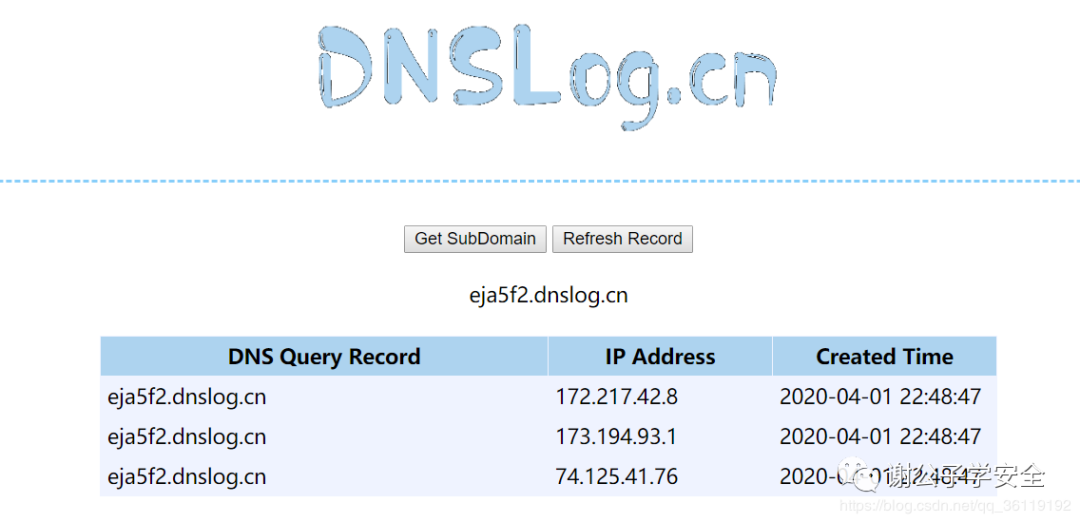 DNSLog.cn
Get SubDomain Refresh Record
eja5f2.dnslog.cn
DNS Query Record IP Address Created Time
eja5f2.dnslog.cn 172.217.42.8 2020-04-01 22:48:47
eja5f2.dnslog.cn 173.194.93.1 2020-04-01 22:48:47
eja5f2.dnslog.cn 74.125.41.76 2020-04-01 22:48:47
谢公子学安全
https://blog.csdn.net/qq_36119192